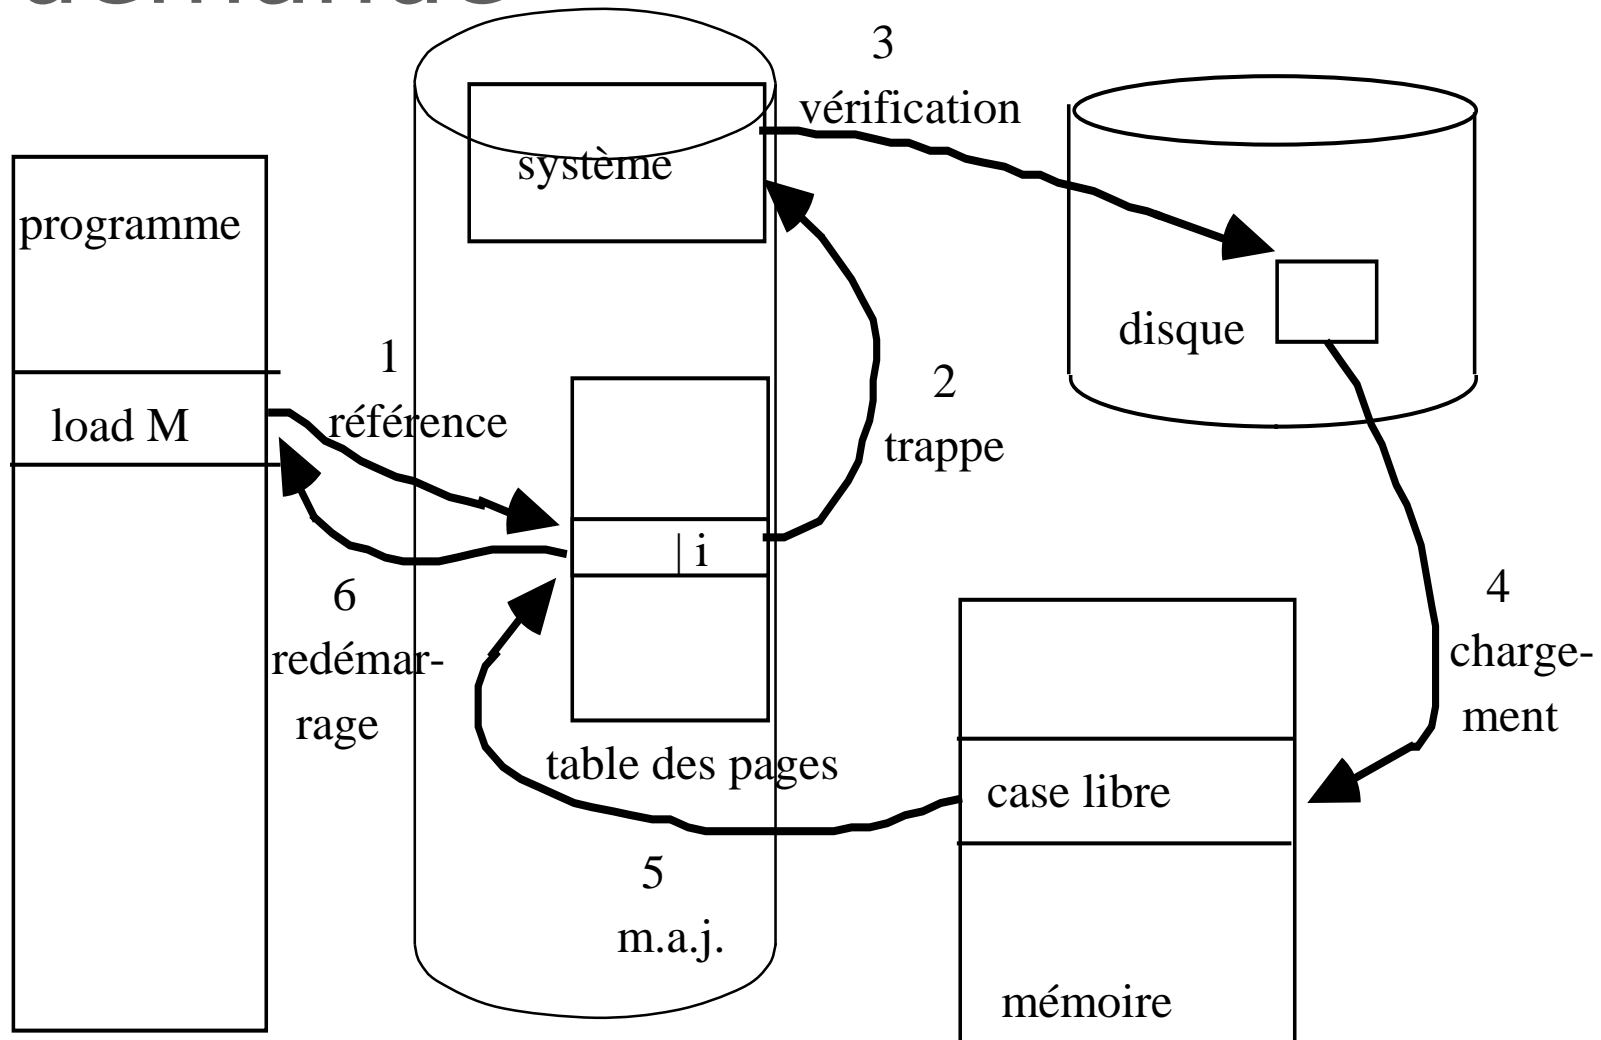 demande
3
vérification
système
programme
disque
1
référence
load M
2
trappe
| i
6
redémar-
rage
4
charge-
ment
table des pages
case libre
5
m.a.j.
mémoire